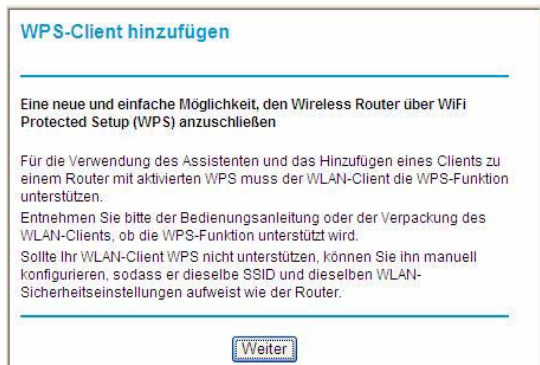 WPS-Client hinzufügen
Eine neue und einfache Möglichkeit, den Wireless Router über WiFi
Protected Setup (WPS) anzuschließen
Für die Verwendung des Assistenten und das Hinzufügen eines Clients zu
einem Router mit aktivierten WPS muss der WLAN-Client die WPS-Funktion
unterstützen.
Entnehmen Sie bitte der Bedienungsanleitung oder der Verpackung des
WLAN-Clients, ob die WPS-Funktion unterstützt wird.
Sollte Ihr WLAN-Client WPS nicht unterstützen, können Sie ihn manuell
konfigurieren, sodass er dieselbe SSID und dieselben WLAN-
Sicherheitseinstellungen aufweist wie der Router.
Weiter